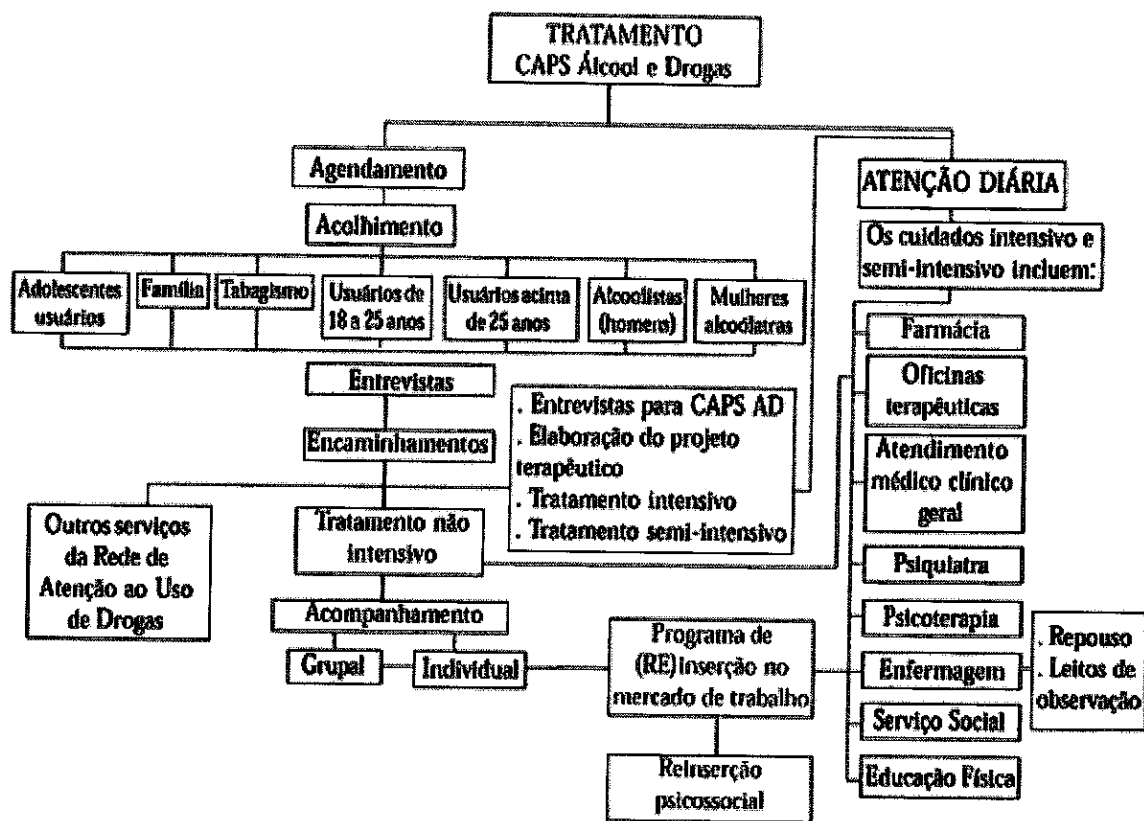 TRATAMENTO
CAPS Álcool e Drogas
Agendamento
Acolhimento
Adolescentes
usuários
Família
Tabagismo
Usuários de
18 a 25 anos
Usuários acima
de 25 anos
Alcoolistas
(homens)
Mulheres
alcoólatras
Entrevistas
Encaminhamentos
. Entrevistas para CAPS AD
. Elaboração do projeto
terapêutico
. Tratamento intensivo
. Tratamento semi-intensivo
Outros serviços
da Rede de
Atenção ao Uso
de Drogas
Tratamento não
intensivo
Acompanhamento
Grupal
Individual
Programa de
(RE)inserção no
mercado de trabalho
Reinserção
psicossocial
ATENÇÃO DIÁRIA
Os cuidados intensivo e
semi-intensivo incluem:
Farmácia
Oficinas
terapêuticas
Atendimento
médico clínico
geral
Psiquiatra
Psicoterapia
Enfermagem
. Repouso
. Leitos de
observação
Serviço Social
Educação Física